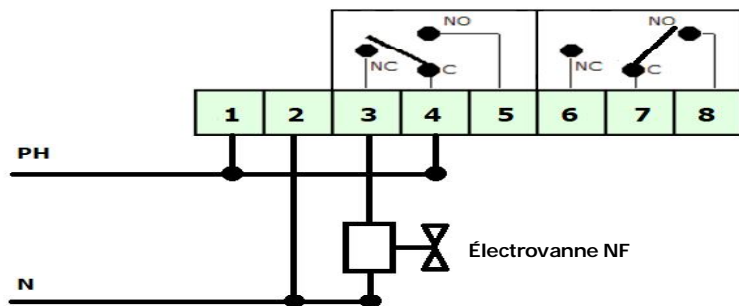 NO NO
NC C NC C
1 2 3 4 5 6 7 8
PH
Électrovanne NF
N